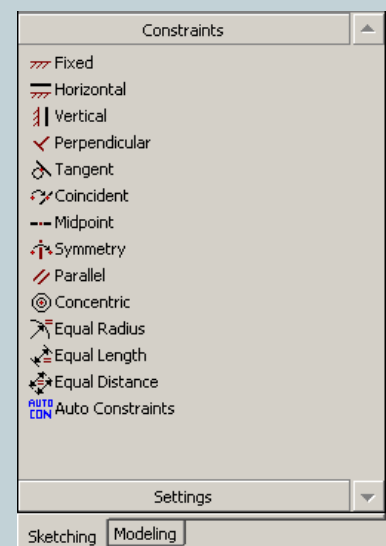 Constraints
Fixed
Horizontal
Vertical
Perpendicular
Tangent
Coincident
Midpoint
Symmetry
Parallel
Concentric
Equal Radius
Equal Length
Equal Distance
AUTO CON Auto Constraints
Settings
Sketching Modeling